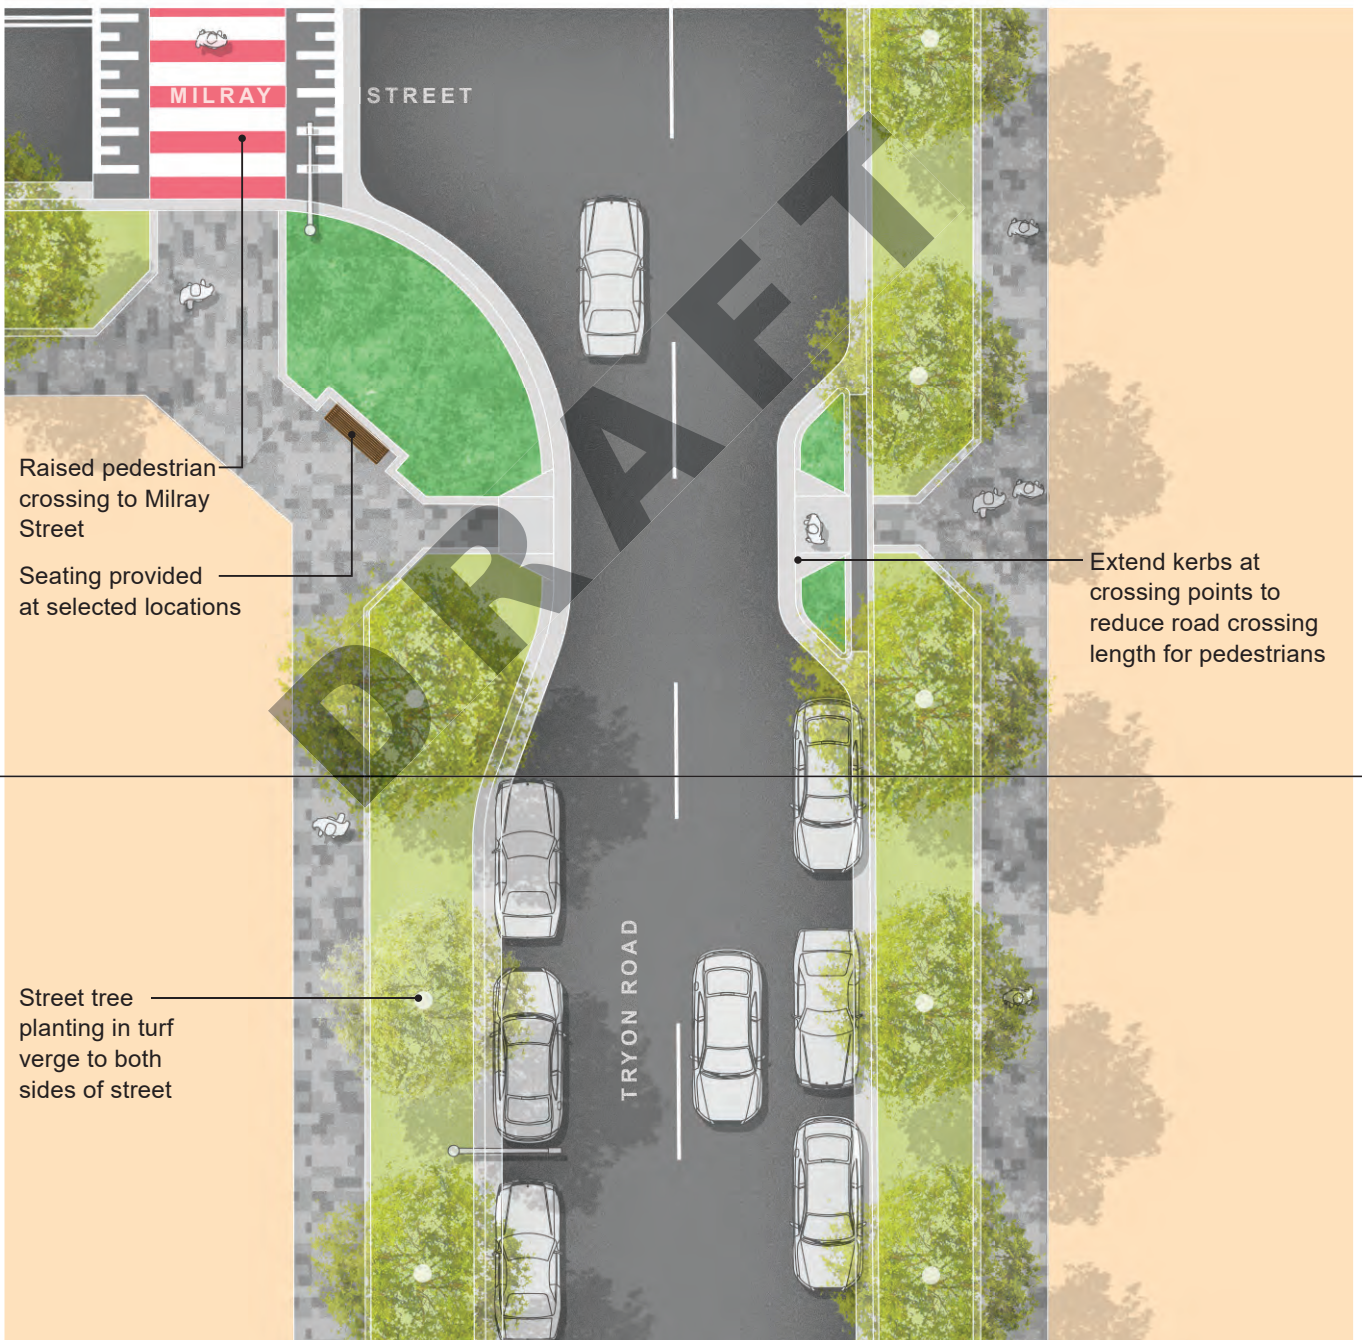 MILRAY STREET
DRAFT
Raised pedestrian
crossing to Milray
Street
Seating provided
at selected locations
Extend kerbs at
crossing points to
reduce road crossing
length for pedestrians
Street tree
planting in turf
verge to both
sides of street
TRYON ROAD